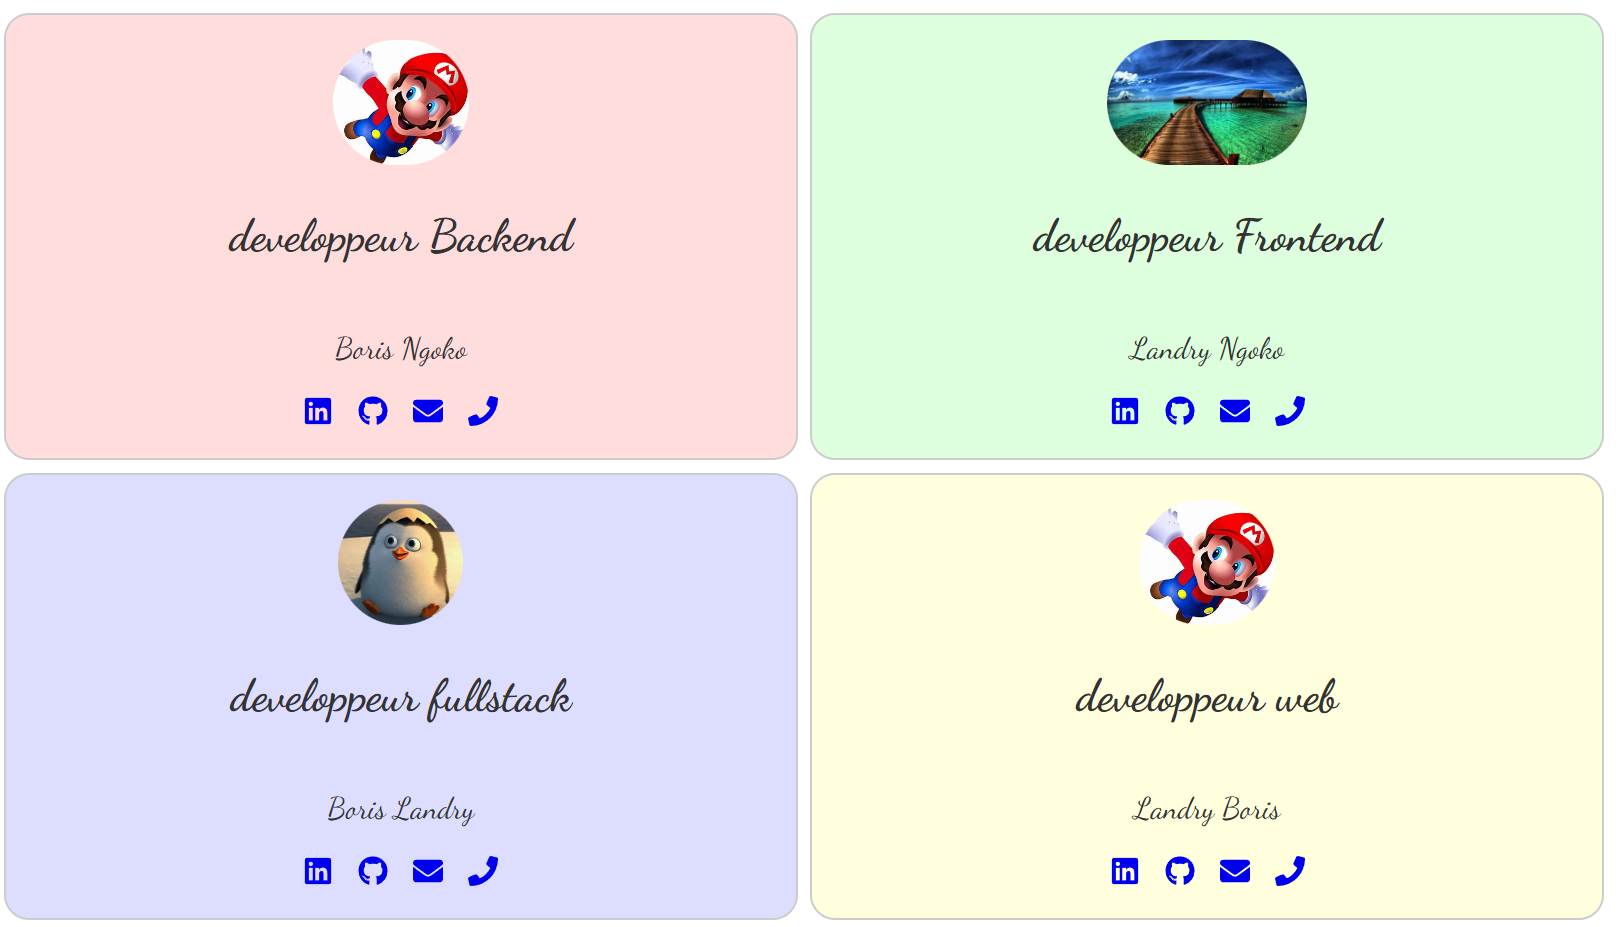 developpeur Backend
Boris Ngoko
developpeur Frontend
Landry Ngoko
developpeur fullstack
Boris Landry
developpeur web
Landry Boris